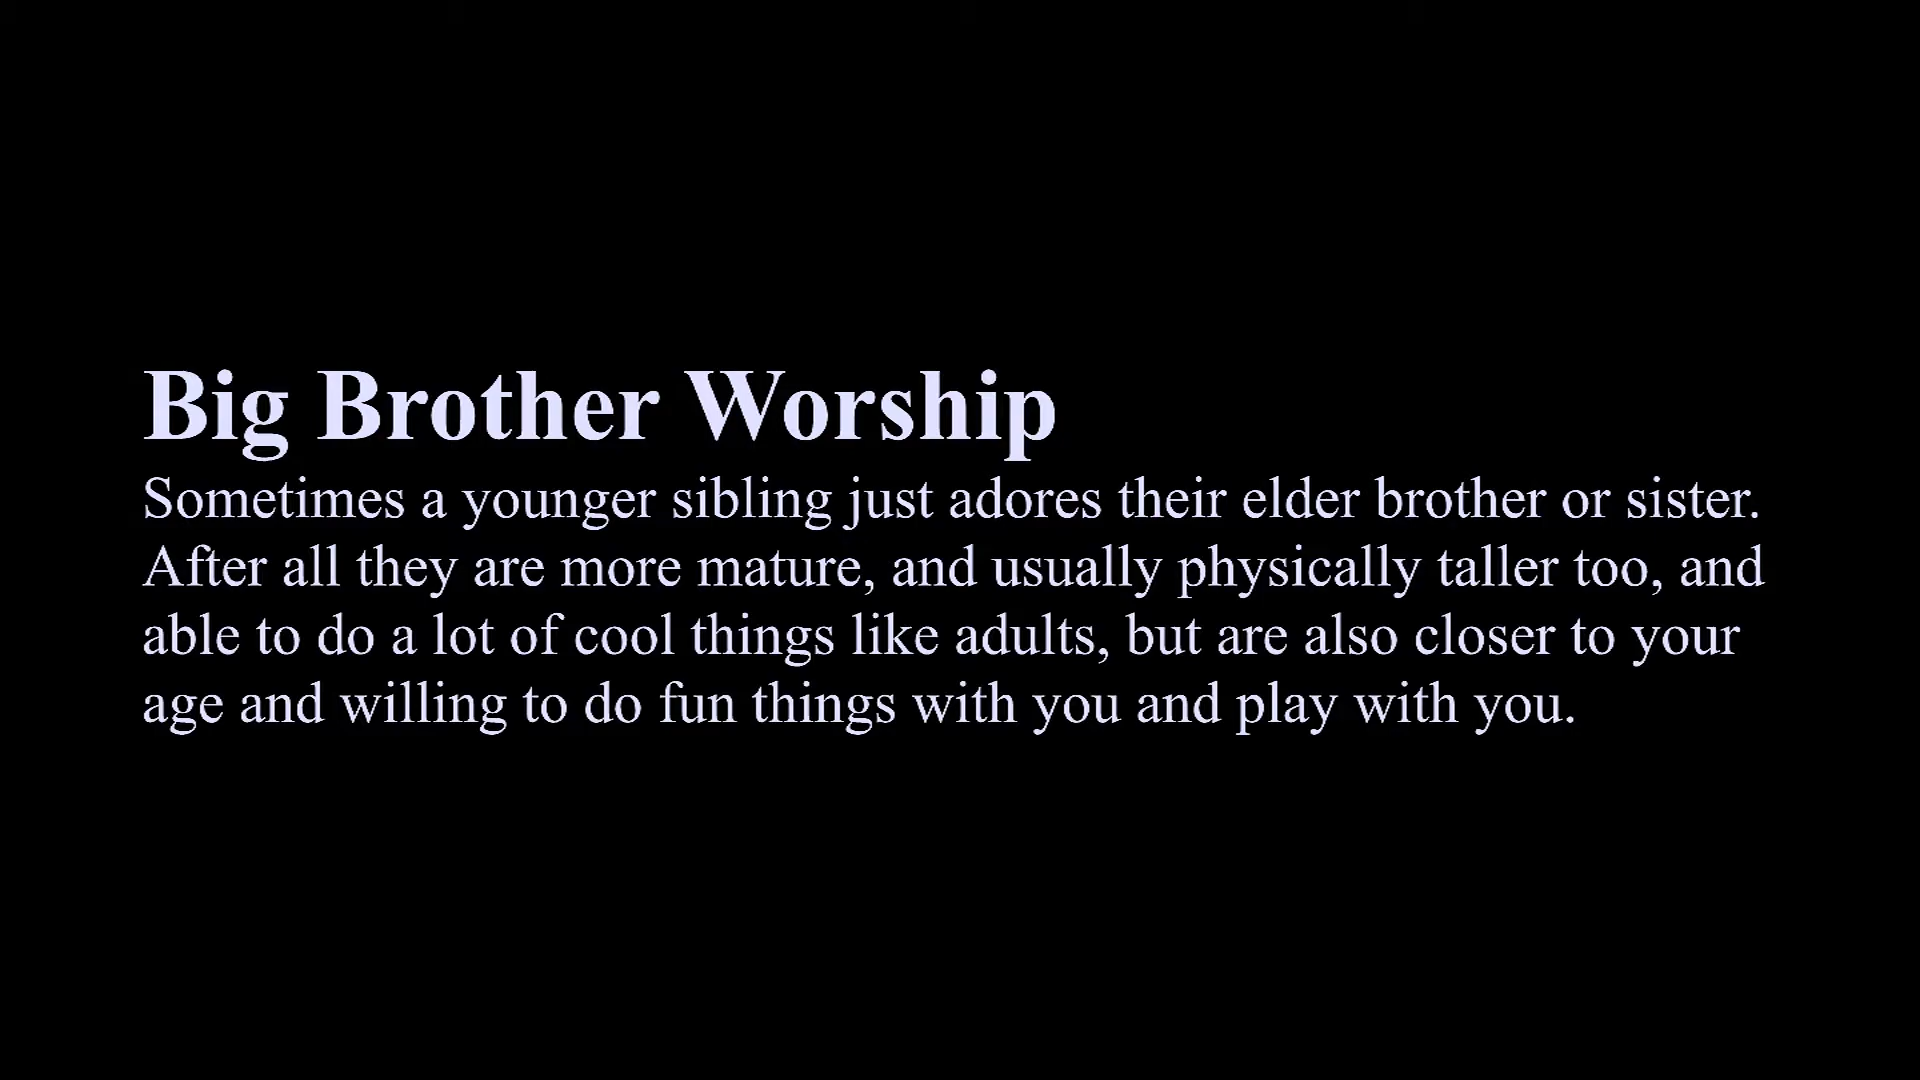 Big Brother Worship
Sometimes a younger sibling just adores their elder brother or sister.
After all they are more mature, and usually physically taller too, and
able to do a lot of cool things like adults, but are also closer to your
age and willing to do fun things with you and play with you.